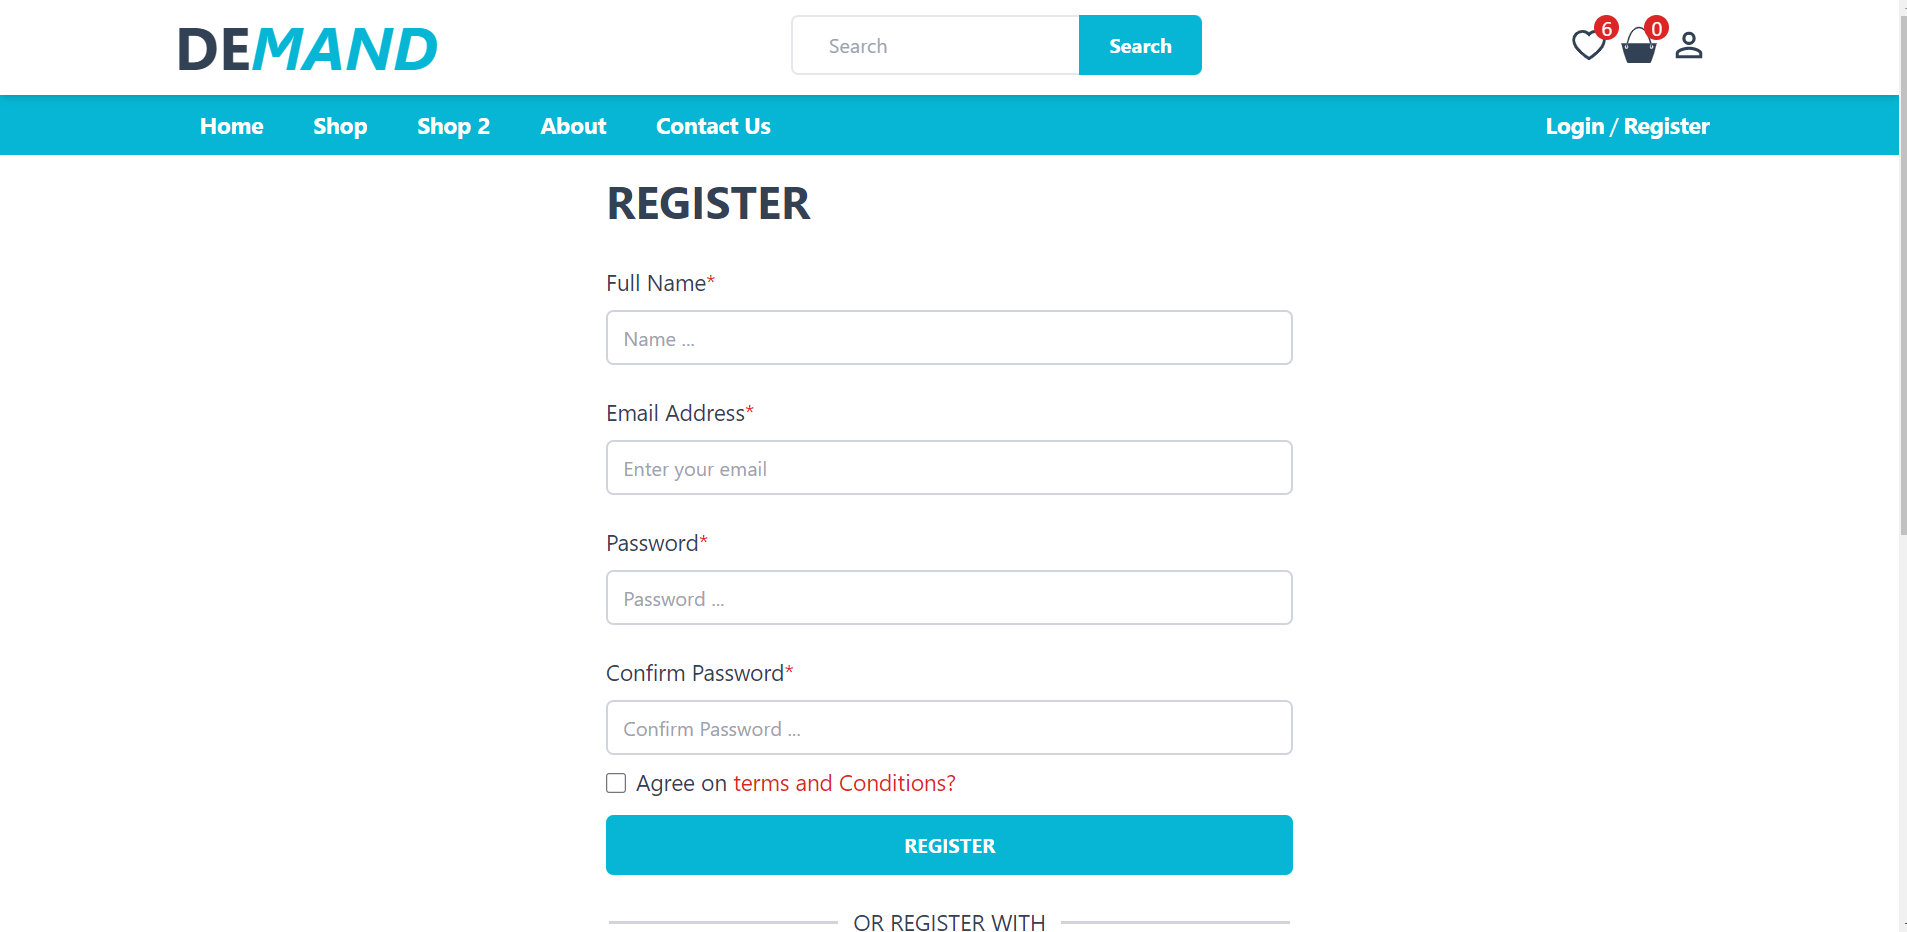 DEMAND
Search
Search
6
0
Home
Shop
Shop 2
About
Contact Us
Login / Register
REGISTER
Full Name*
Name ...
Email Address*
Enter your email
Password*
Password ...
Confirm Password*
Confirm Password ...
Agree on terms and Conditions?
REGISTER
OR REGISTER WITH